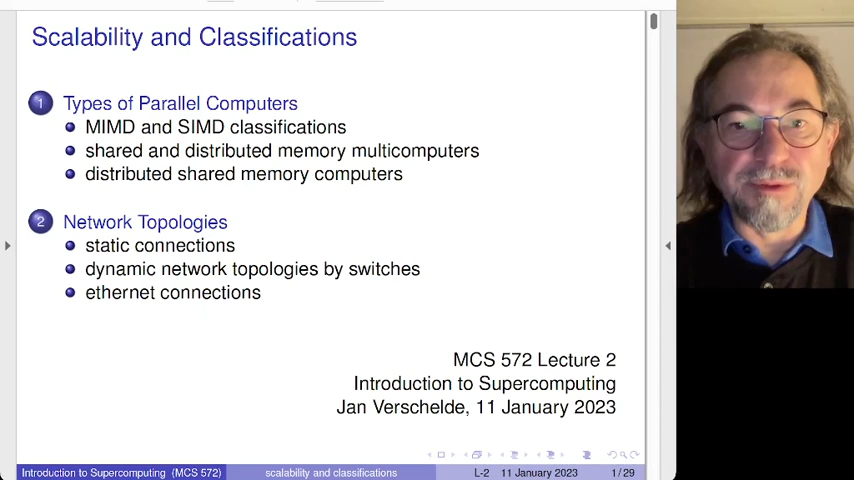 Scalability and Classifications
1 Types of Parallel Computers
MIMD and SIMD classifications
shared and distributed memory multicomputers
distributed shared memory computers
2 Network Topologies
static connections
dynamic network topologies by switches
ethernet connections
MCS 572 Lecture 2
Introduction to Supercomputing
Jan Verschelde, 11 January 2023
Introduction to Supercomputing (MCS 572) scalability and classifications L-2 11 January 2023 1 / 29